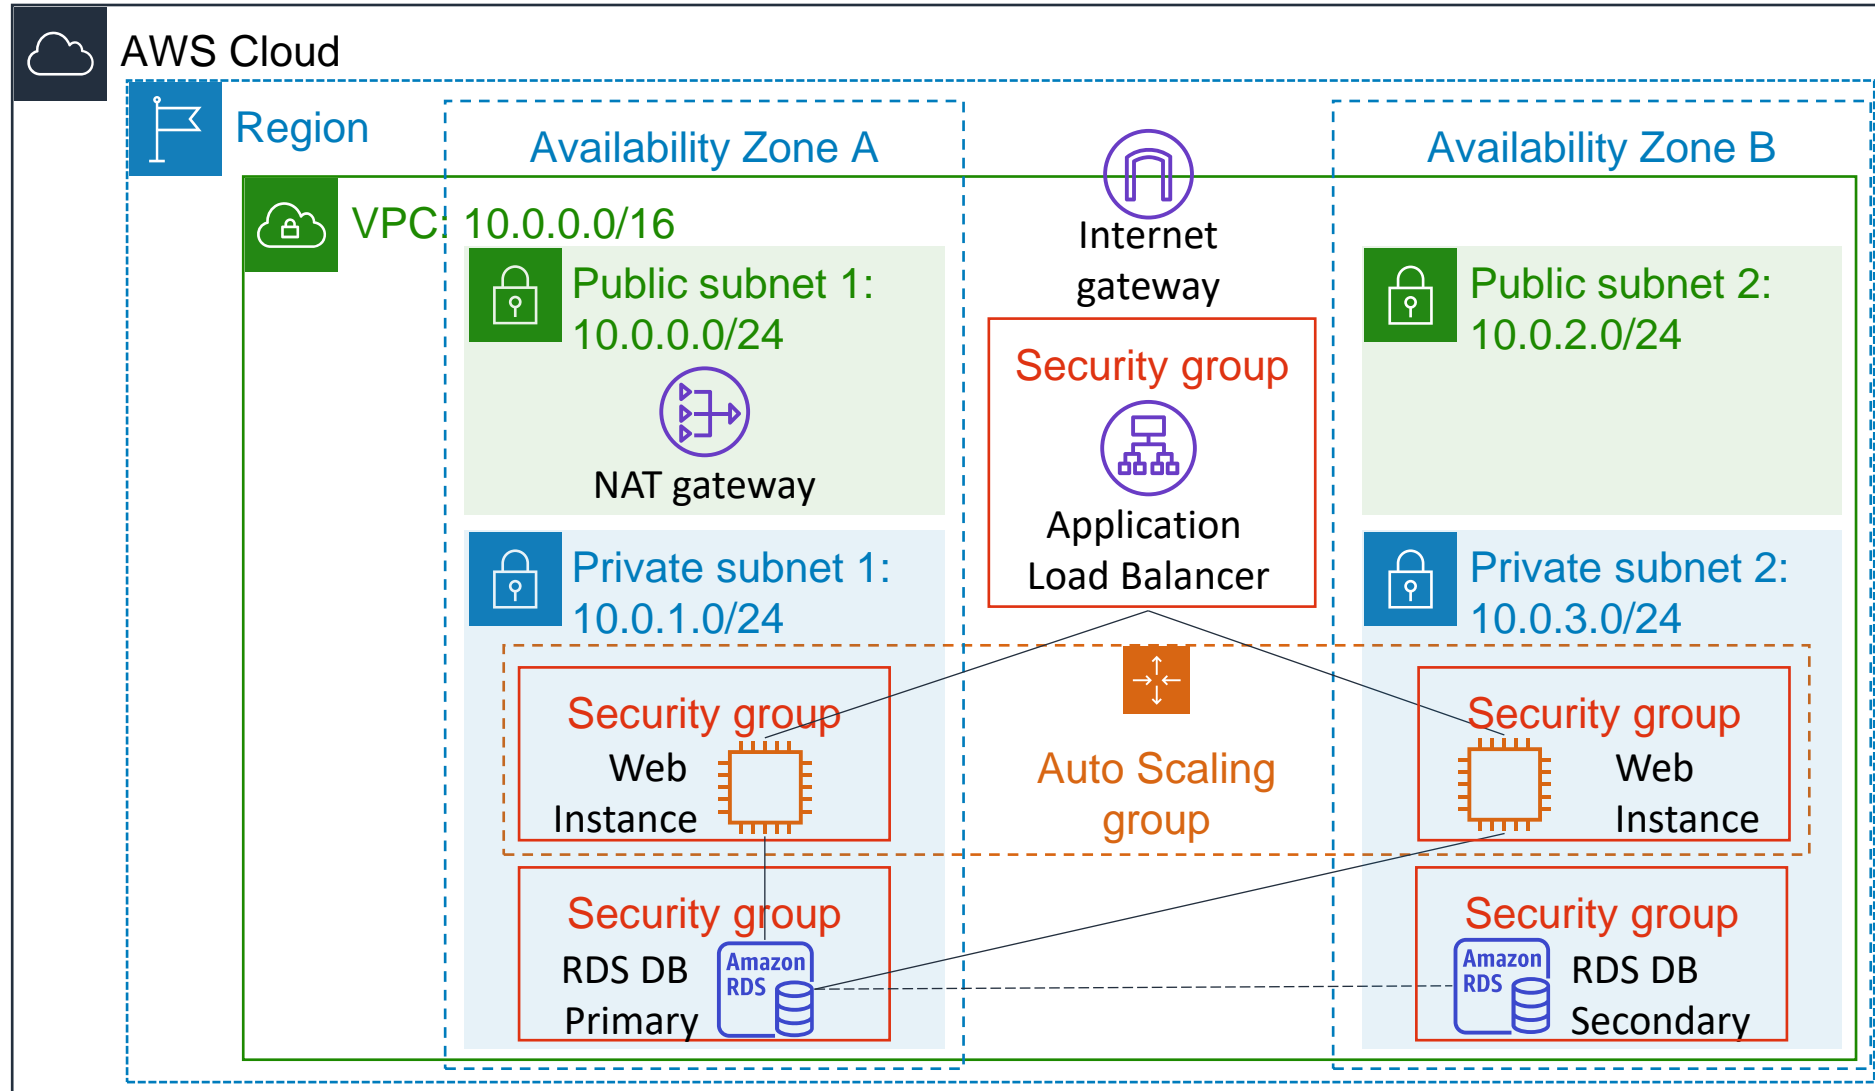 AWS Cloud
Region
Availability Zone A
Availability Zone B
VPC: 10.0.0.0/16
Internet
gateway
Public subnet 1:
10.0.0.0/24
NAT gateway
Security group
Application
Load Balancer
Public subnet 2:
10.0.2.0/24
Private subnet 1:
10.0.1.0/24
Private subnet 2:
10.0.3.0/24
Security group
Web
Instance
Auto Scaling
group
Security group
Web
Instance
Security group
RDS DB
Primary
Amazon
RDS
Security group
Amazon
RDS
RDS DB
Secondary